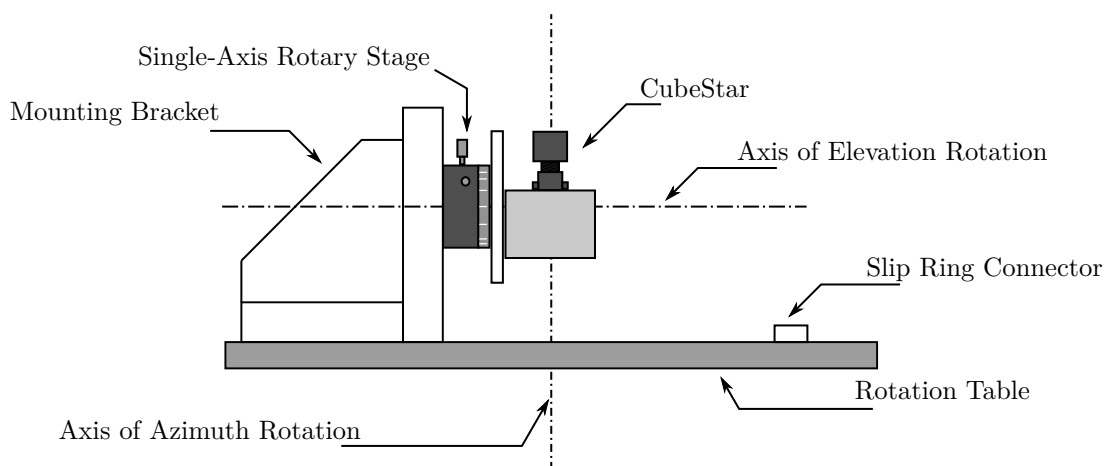 Single-Axis Rotary Stage
CubeStar
Mounting Bracket
Axis of Elevation Rotation
Slip Ring Connector
Rotation Table
Axis of Azimuth Rotation